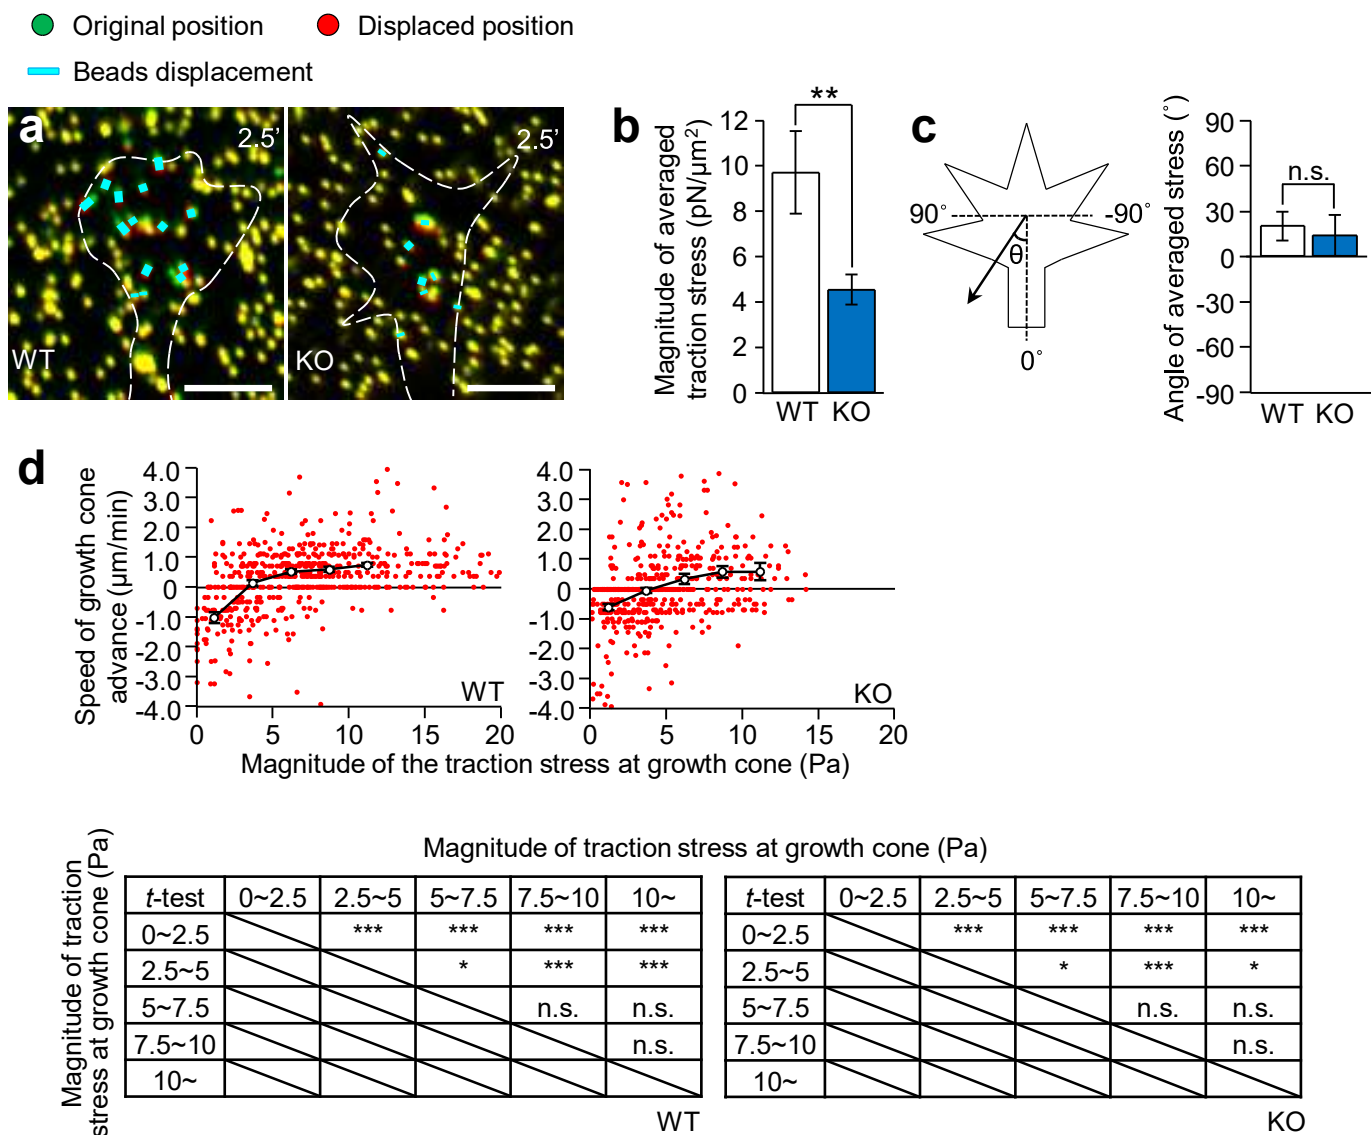 Original position
Displaced position
Beads displacement
a
2.5'
WT
2.5'
KO
b
Magnitude of averaged
traction stress (pN/μm²)
12
10
8
6
4
2
0
**
WT KO
c
90°
-90°
θ
0°
Angle of averaged stress (°)
90
60
30
0
-30
-60
-90
n.s.
WT KO
d
Speed of growth cone
advance (μm/min)
4.0
3.0
2.0
1.0
0
-1.0
-2.0
-3.0
-4.0
WT
0 5 10 15 20
4.0
3.0
2.0
1.0
0
-1.0
-2.0
-3.0
-4.0
KO
0 5 10 15 20
Magnitude of the traction stress at growth cone (Pa)
Magnitude of traction stress at growth cone (Pa)
Magnitude of traction
stress at growth cone (Pa)
t-test 0~2.5 2.5~5 5~7.5 7.5~10 10~
0~2.5 *** *** *** ***
2.5~5 * *** ***
5~7.5 n.s. n.s.
7.5~10 n.s.
10~
WT
t-test 0~2.5 2.5~5 5~7.5 7.5~10 10~
0~2.5 *** *** *** ***
2.5~5 * *** *
5~7.5 n.s. n.s.
7.5~10 n.s.
10~
KO